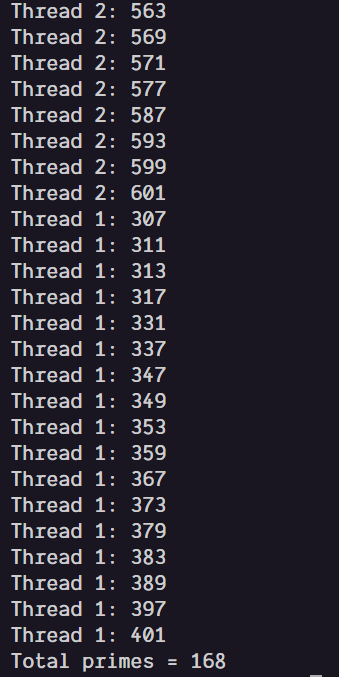 Thread 2: 563
Thread 2: 569
Thread 2: 571
Thread 2: 577
Thread 2: 587
Thread 2: 593
Thread 2: 599
Thread 2: 601
Thread 1: 307
Thread 1: 311
Thread 1: 313
Thread 1: 317
Thread 1: 331
Thread 1: 337
Thread 1: 347
Thread 1: 349
Thread 1: 353
Thread 1: 359
Thread 1: 367
Thread 1: 373
Thread 1: 379
Thread 1: 383
Thread 1: 389
Thread 1: 397
Thread 1: 401
Total primes = 168